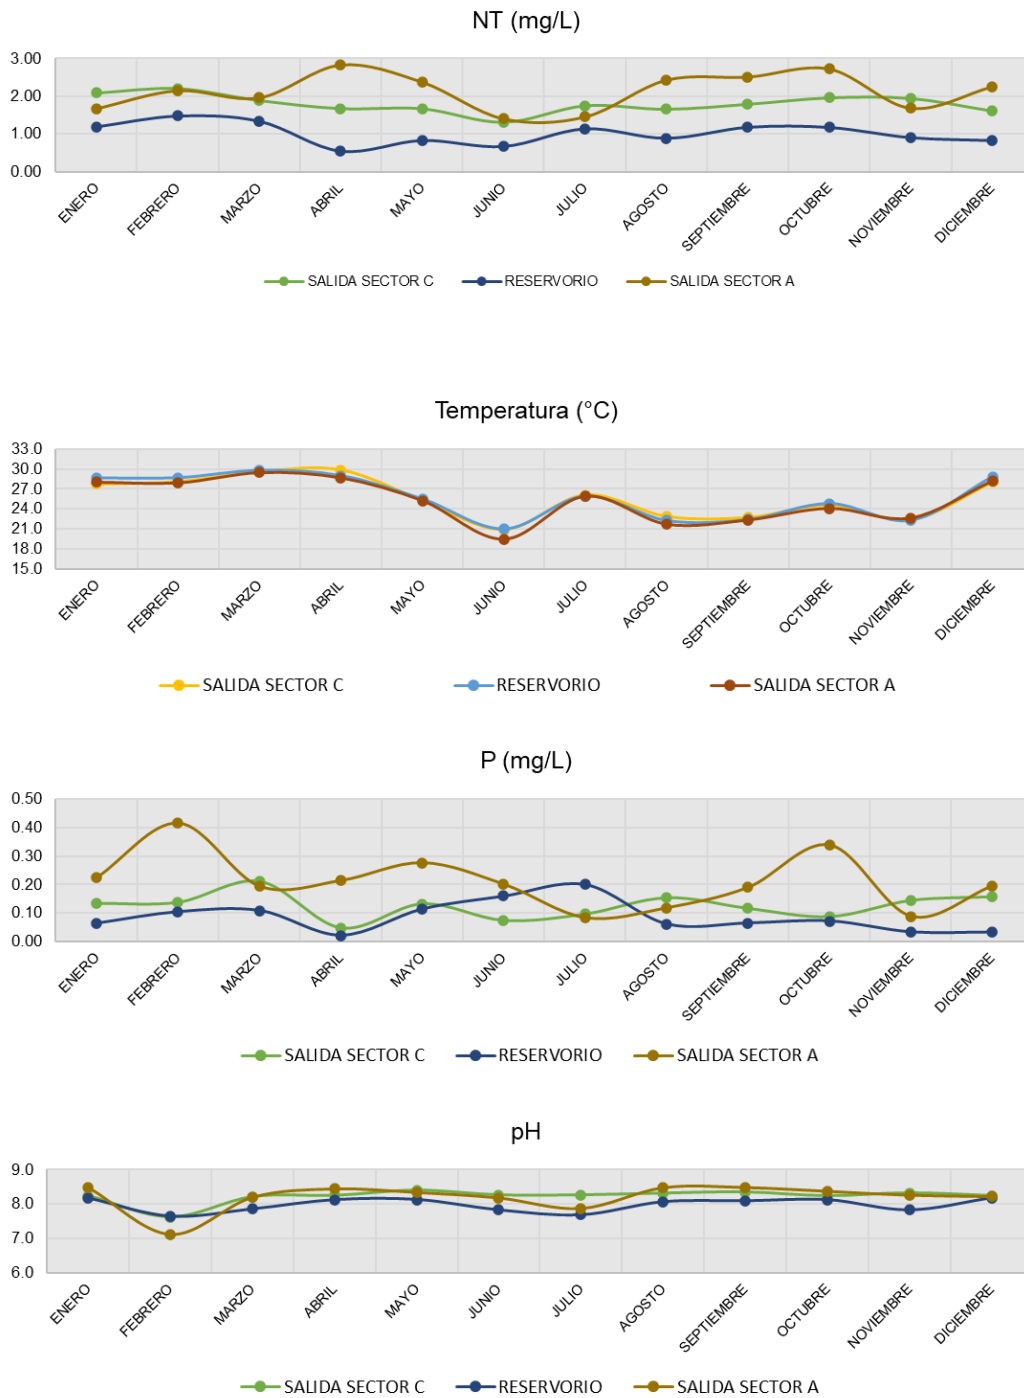 NT (mg/L)
3.00
2.00
1.00
0.00
ENERO
FEBRERO
MARZO
ABRIL
MAYO
JUNIO
JULIO
AGOSTO
SEPTIEMBRE
OCTUBRE
NOVIEMBRE
DICIEMBRE
SALIDA SECTOR C RESERVORIO SALIDA SECTOR A
Temperatura (°C)
33.0
30.0
27.0
24.0
21.0
18.0
15.0
ENERO
FEBRERO
MARZO
ABRIL
MAYO
JUNIO
JULIO
AGOSTO
SEPTIEMBRE
OCTUBRE
NOVIEMBRE
DICIEMBRE
SALIDA SECTOR C RESERVORIO SALIDA SECTOR A
P (mg/L)
0.50
0.40
0.30
0.20
0.10
0.00
ENERO
FEBRERO
MARZO
ABRIL
MAYO
JUNIO
JULIO
AGOSTO
SEPTIEMBRE
OCTUBRE
NOVIEMBRE
DICIEMBRE
SALIDA SECTOR C RESERVORIO SALIDA SECTOR A
pH
9.0
8.0
7.0
6.0
ENERO
FEBRERO
MARZO
ABRIL
MAYO
JUNIO
JULIO
AGOSTO
SEPTIEMBRE
OCTUBRE
NOVIEMBRE
DICIEMBRE
SALIDA SECTOR C RESERVORIO SALIDA SECTOR A